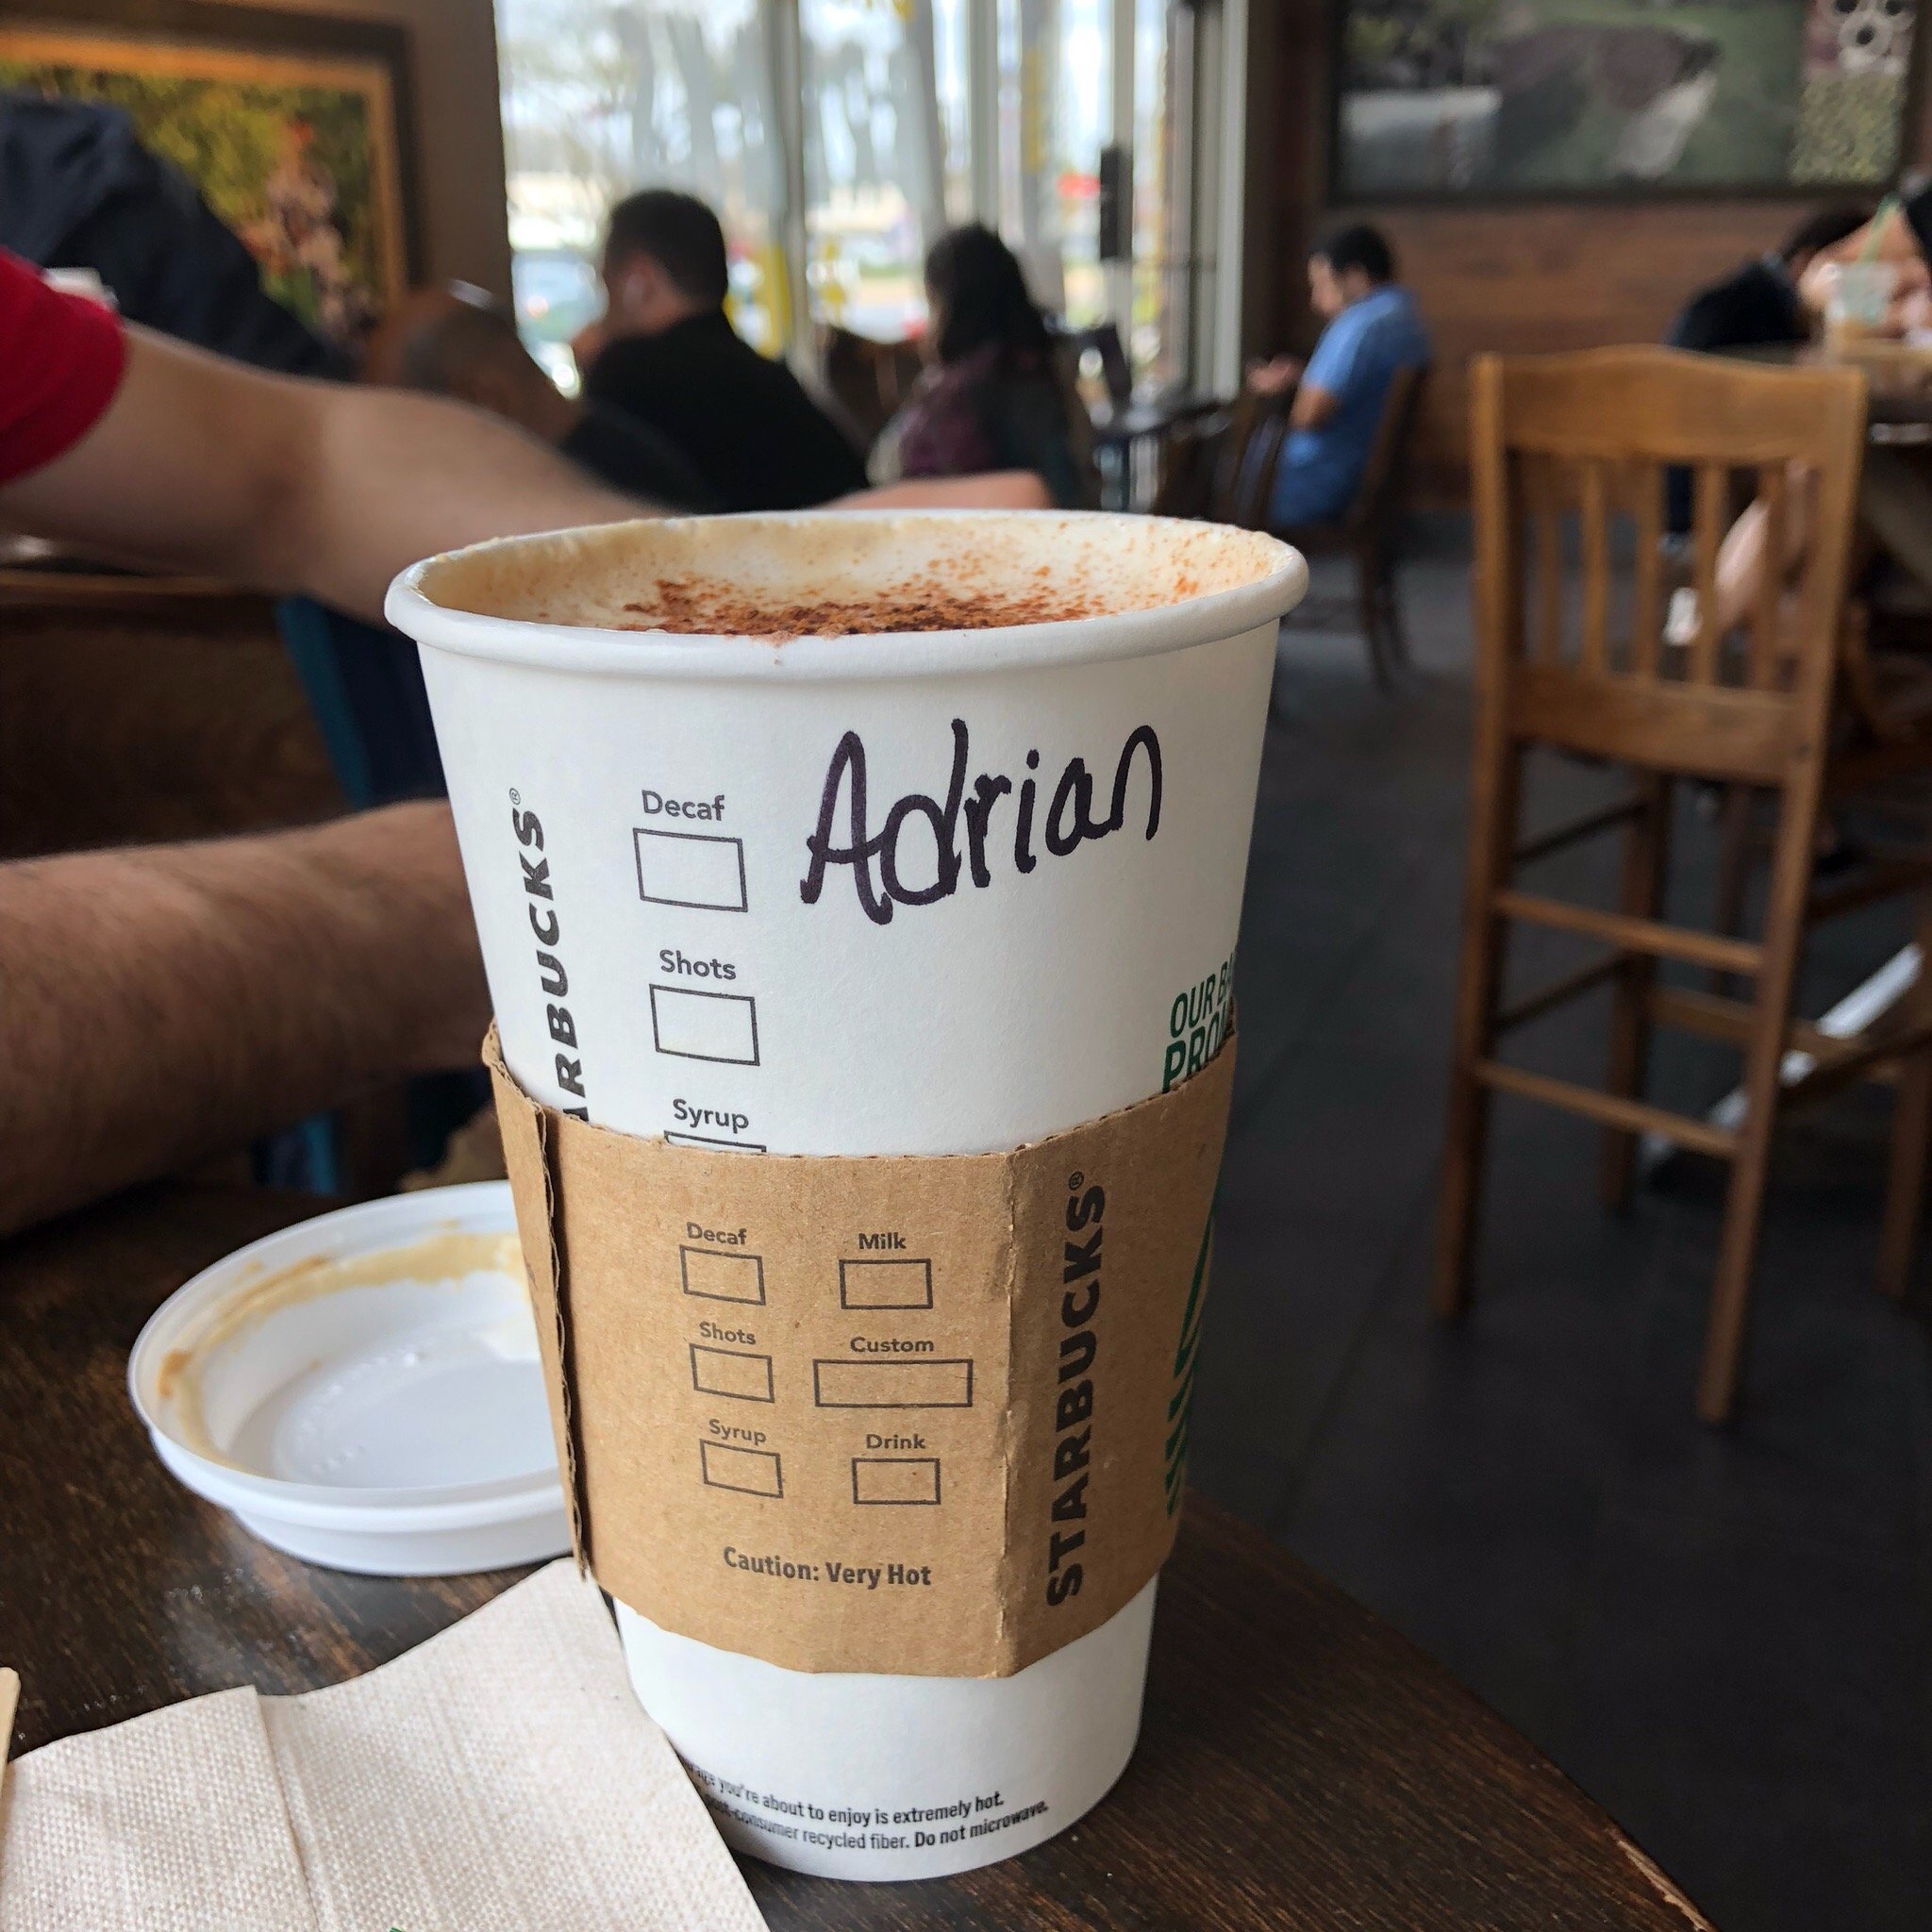 Adrian
Decaf
Shots
Syrup
STARBUCKS®
OUR
Decaf
Milk
Shots
Custom
Syrup
Drink
Caution: Very Hot
STARBUCKS®
you're about to enjoy is extremely hot.
recycled fiber. Do not microwave.